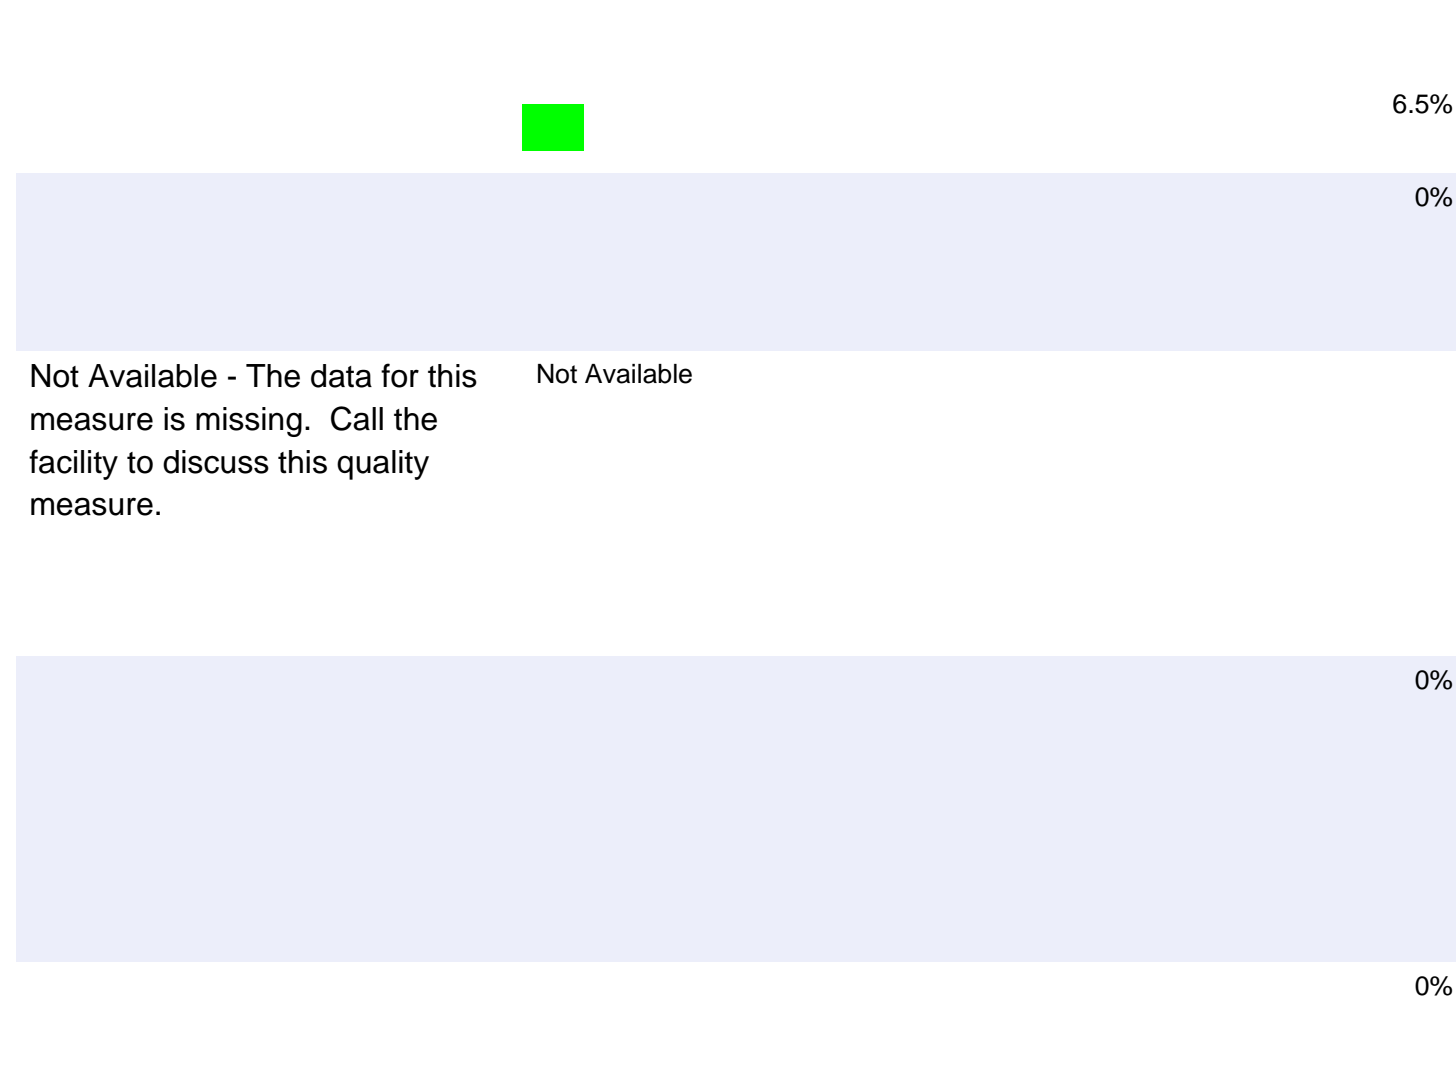 6.5%
0%
Not Available - The data for this
measure is missing.  Call the
facility to discuss this quality
measure.
Not Available
0%
0%